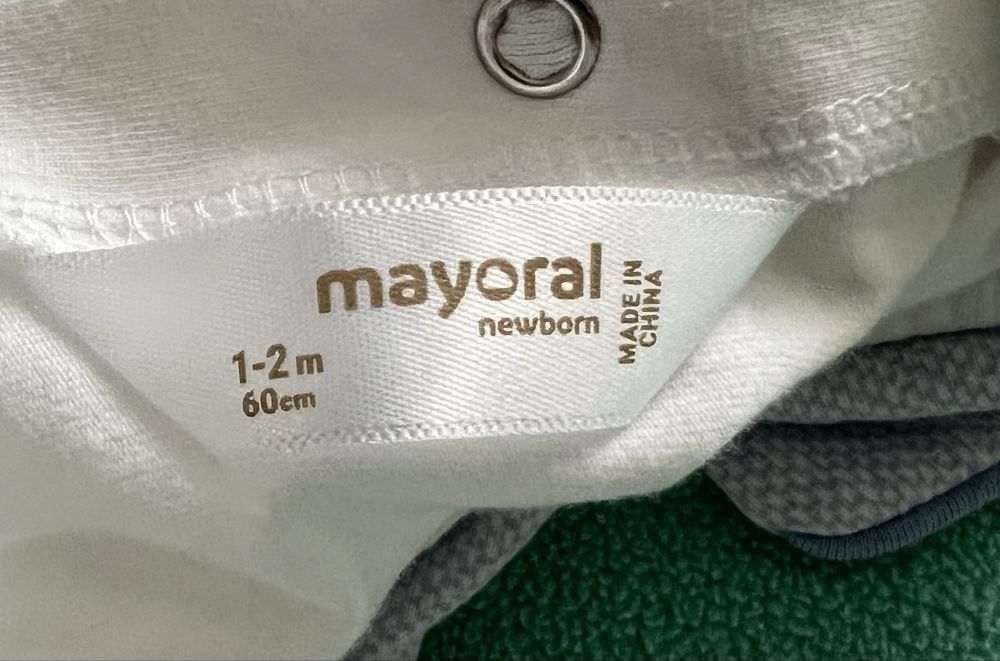 mayoral
newborn
MADE IN
CHINA
1-2 m
60cm